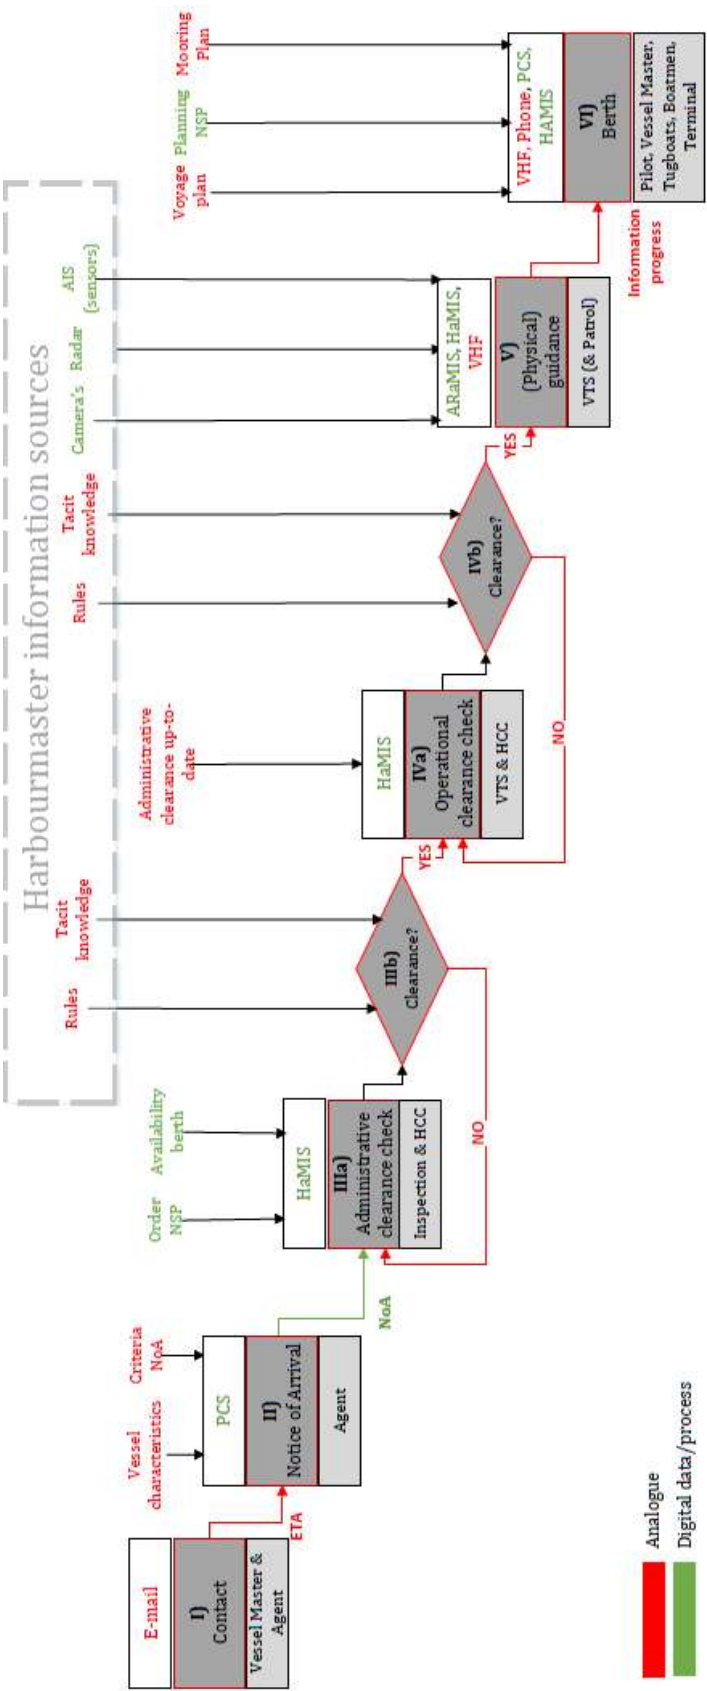 Harbourmaster information sources
E-mail
I)
Contact
Vessel Master &
Agent
ETA
Vessel
characteristics
Criteria
NoA
PCS
II)
Notice of Arrival
Agent
NoA
Order
NSP
Availability
berth
HaMIS
IIIa)
Administrative
clearance check
Inspection & HCC
NO
Rules
Tacit
knowledge
IIIb)
Clearance?
YES
Administrative
clearance up-to-
date
HaMIS
IVa)
Operational
clearance check
VTS & HCC
NO
Rules
Tacit
knowledge
IVb)
Clearance?
YES
Camera's
Radar
AIS
(sensors)
ARaMIS, HaMIS,
VHF
V)
(Physical)
guidance
VTS (& Patrol)
Information
progress
Voyage
plan
Planning
NSP
Mooring
Plan
VHF, Phone, PCS,
HAMIS
VI)
Berth
Pilot, Vessel Master,
Tugboats, Boatmen,
Terminal
Analogue
Digital data/process